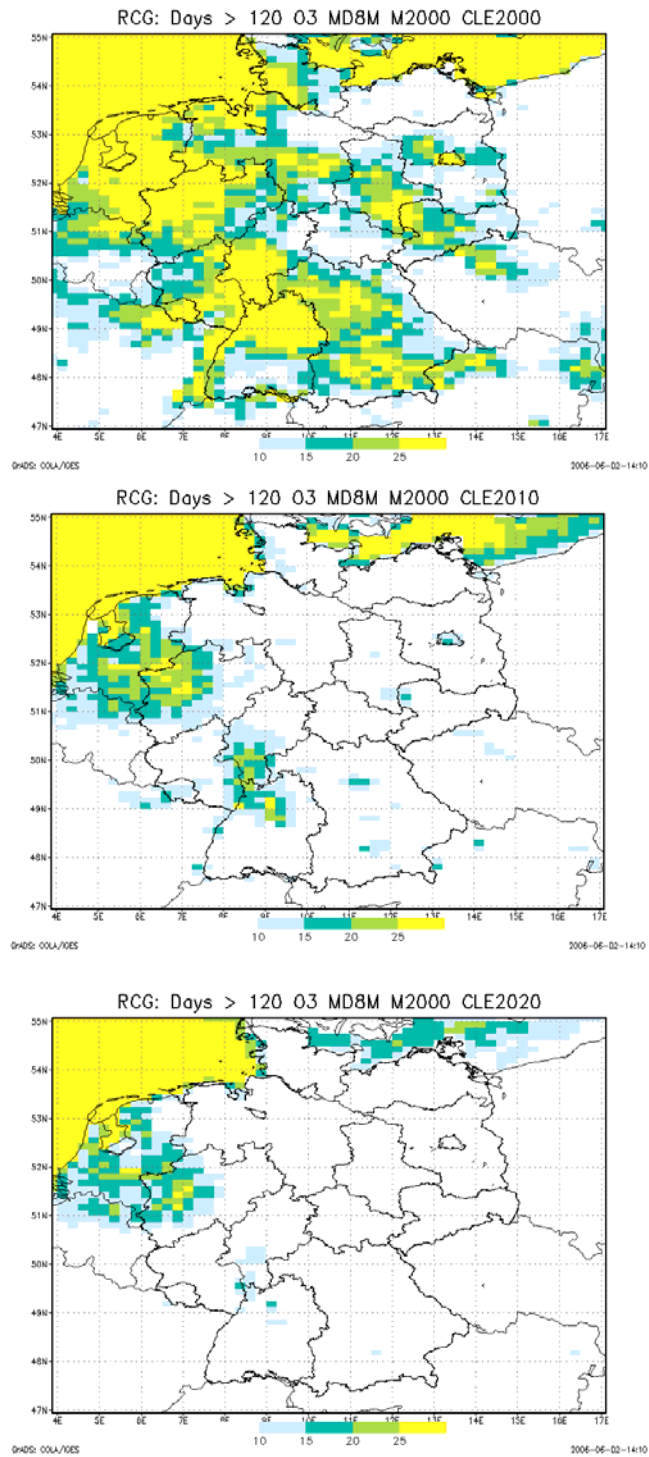 RCG: Days > 120 O3 MD8M M2000 CLE2000
55N
54N
53N
52N
51N
50N
49N
48N
47N
4E 5E 6E 7E 8E 9E 10E 11E 12E 13E 14E 15E 16E 17E
10 15 20 25
GrADS: COLA/IGES 2006-06-02-14:10
RCG: Days > 120 O3 MD8M M2000 CLE2010
55N
54N
53N
52N
51N
50N
49N
48N
47N
4E 5E 6E 7E 8E 9E 10E 11E 12E 13E 14E 15E 16E 17E
10 15 20 25
GrADS: COLA/IGES 2006-06-02-14:10
RCG: Days > 120 O3 MD8M M2000 CLE2020
55N
54N
53N
52N
51N
50N
49N
48N
47N
4E 5E 6E 7E 8E 9E 10E 11E 12E 13E 14E 15E 16E 17E
10 15 20 25
GrADS: COLA/IGES 2006-06-02-14:10